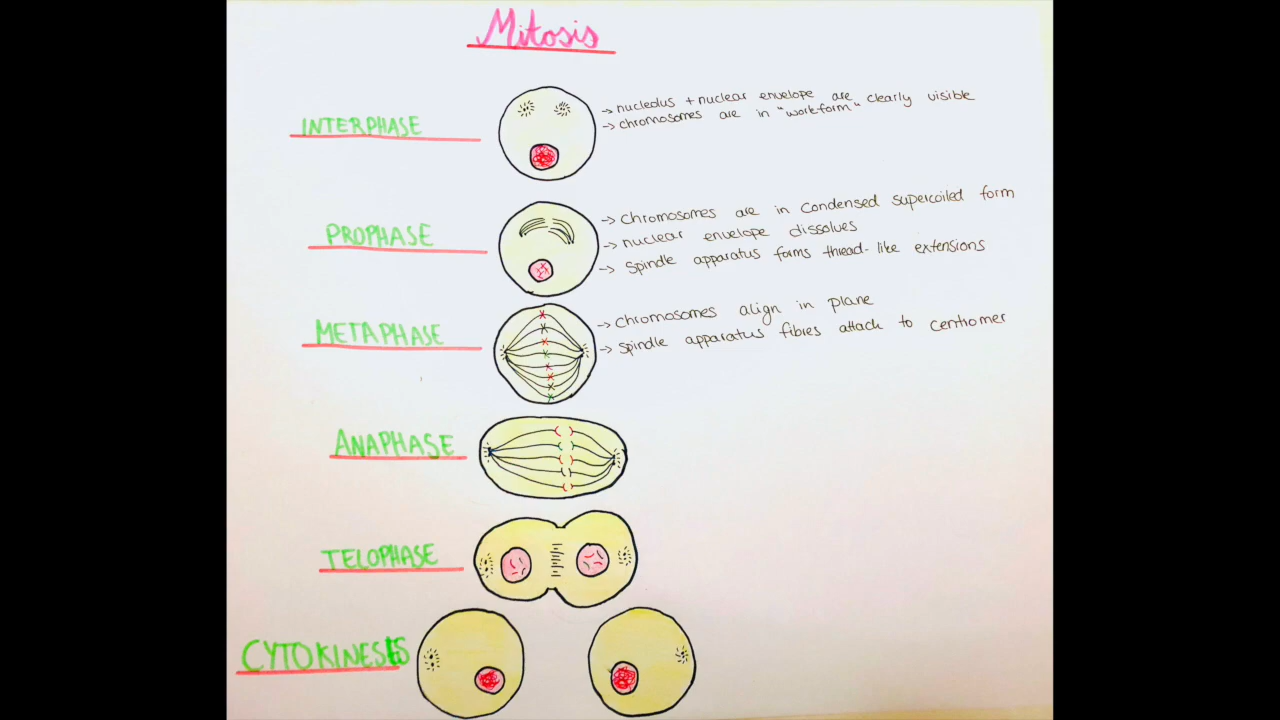 Mitosis
INTERPHASE
→ nucleolus + nuclear envelope are clearly visible
→ chromosomes are in "workform"
PROPHASE
→ Chromosomes are in condensed supercoiled form
→ nuclear envelope dissolves
→ Spindle apparatus forms thread-like extensions
METAPHASE
→ Chromosomes align in plane
→ Spindle apparatus fibres attach to centromer
ANAPHASE
TELOPHASE
CYTOKINESIS